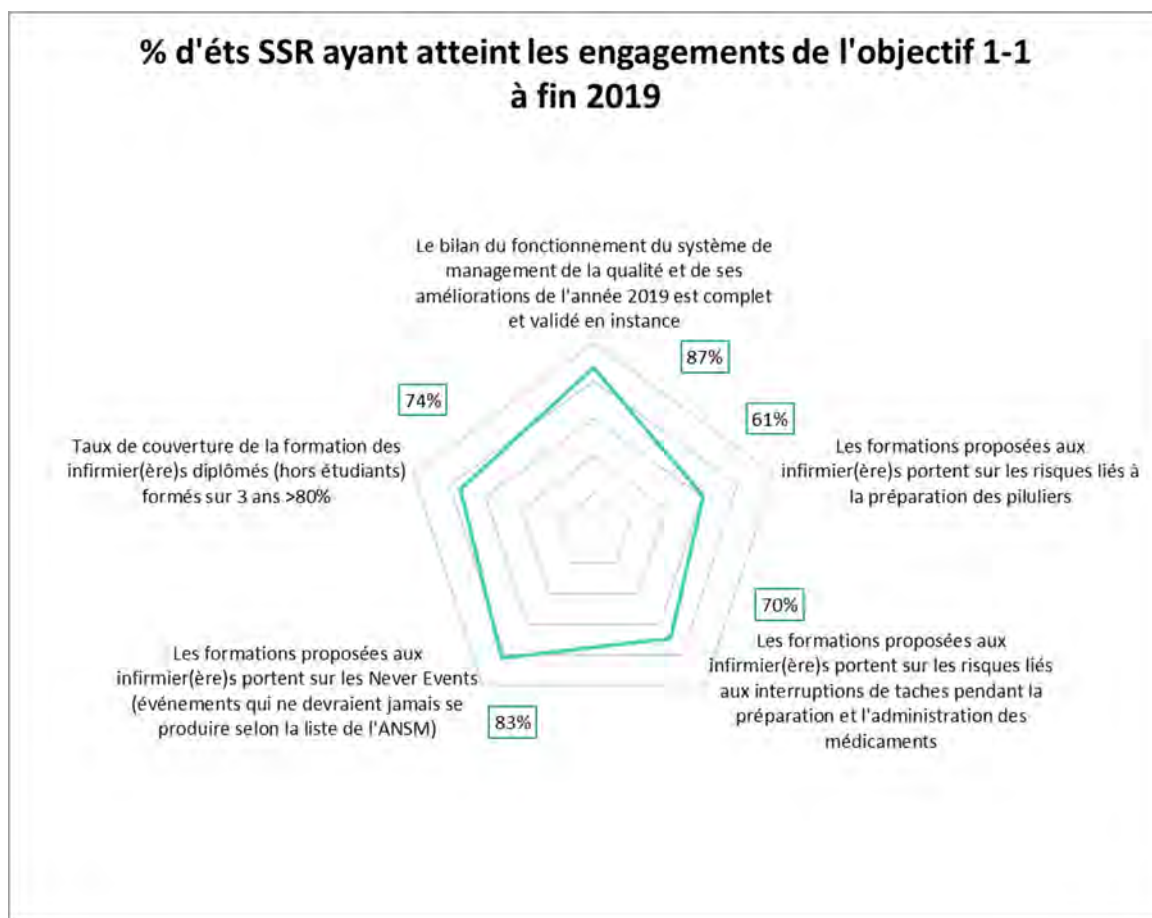 % d'éts SSR ayant atteint les engagements de l'objectif 1-1
à fin 2019
Le bilan du fonctionnement du système de
management de la qualité et de ses
améliorations de l'année 2019 est complet
et validé en instance
87%
61%
Les formations proposées aux
infirmier(ère)s portent sur les risques liés à
la préparation des piluliers
70%
Les formations proposées aux
infirmier(ère)s portent sur les risques liés
aux interruptions de taches pendant la
préparation et l'administration des
médicaments
Les formations proposées aux
infirmier(ère)s portent sur les Never Events
(événements qui ne devraient jamais se
produire selon la liste de l'ANSM)
83%
74%
Taux de couverture de la formation des
infirmier(ère)s diplômés (hors étudiants)
formés sur 3 ans >80%